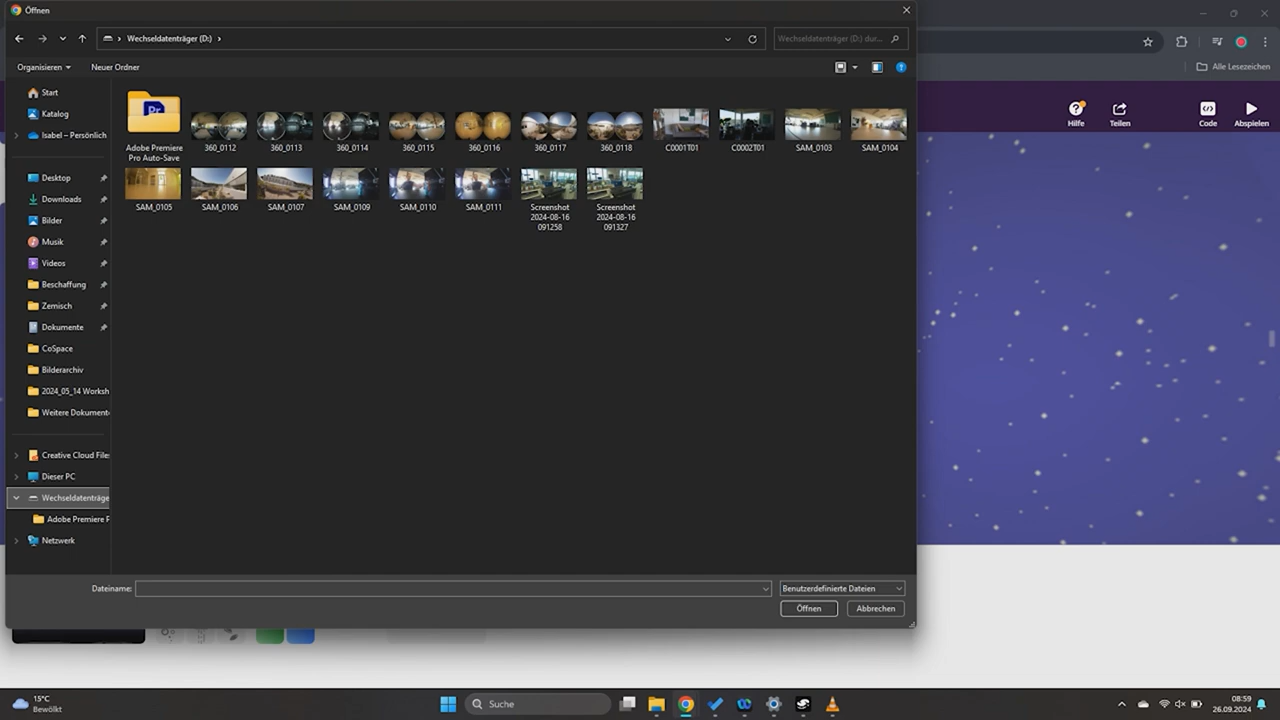 Öffnen
Wechseldatenträger (D:)
Wechseldatenträger (D:) dur...
Organisieren
Neuer Ordner
Alle Lesezeichen
Hilfe
Teilen
Code
Abspielen
Start
Katalog
Isabel – Persönlich
Desktop
Downloads
Bilder
Musik
Videos
Beschaffung
Zemisch
Dokumente
CoSpace
Bilderarchiv
2024_05_14 Worksh
Weitere Dokument
Creative Cloud File
Dieser PC
Wechseldatenträge
Adobe Premiere P
Netzwerk
Pr
Adobe Premiere
Pro Auto-Save
360_0112
360_0113
360_0114
360_0115
360_0116
360_0117
360_0118
C0001T01
C0002T01
SAM_0103
SAM_0104
SAM_0105
SAM_0106
SAM_0107
SAM_0109
SAM_0110
SAM_0111
Screenshot
2024-08-16
091258
Screenshot
2024-08-16
091327
Dateiname:
Benutzerdefinierte Dateien
Öffnen
Abbrechen
15°C
Bewölkt
Suche
08:59
26.09.2024